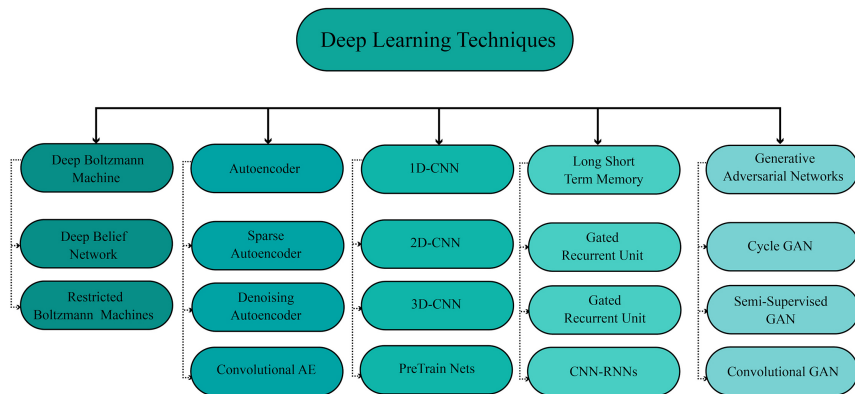 Deep Learning Techniques
Deep Boltzmann
Machine
Deep Belief
Network
Restricted
Boltzmann Machines
Autoencoder
Sparse
Autoencoder
Denoising
Autoencoder
Convolutional AE
1D-CNN
2D-CNN
3D-CNN
PreTrain Nets
Long Short
Term Memory
Gated
Recurrent Unit
Gated
Recurrent Unit
CNN-RNNs
Generative
Adversarial Networks
Cycle GAN
Semi-Supervised
GAN
Convolutional GAN